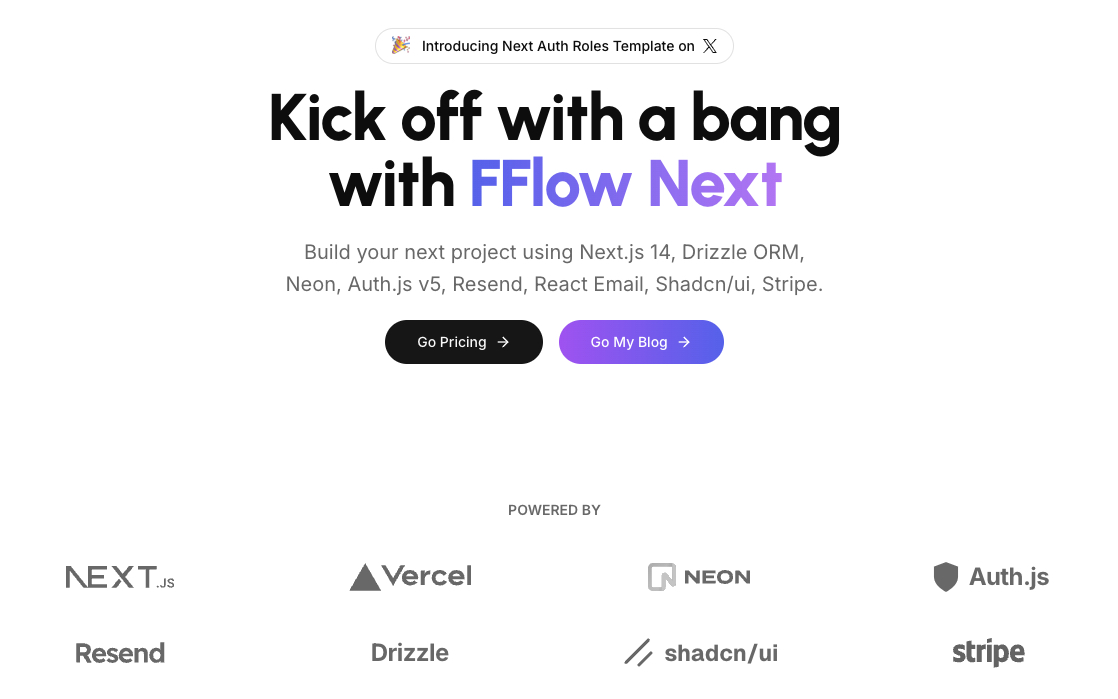 Introducing Next Auth Roles Template on X
Kick off with a bang
with FFlow Next
Build your next project using Next.js 14, Drizzle ORM,
Neon, Auth.js v5, Resend, React Email, Shadcn/ui, Stripe.
Go Pricing
Go My Blog
POWERED BY
NEXT.JS
Vercel
NEON
Auth.js
Resend
Drizzle
shadcn/ui
stripe